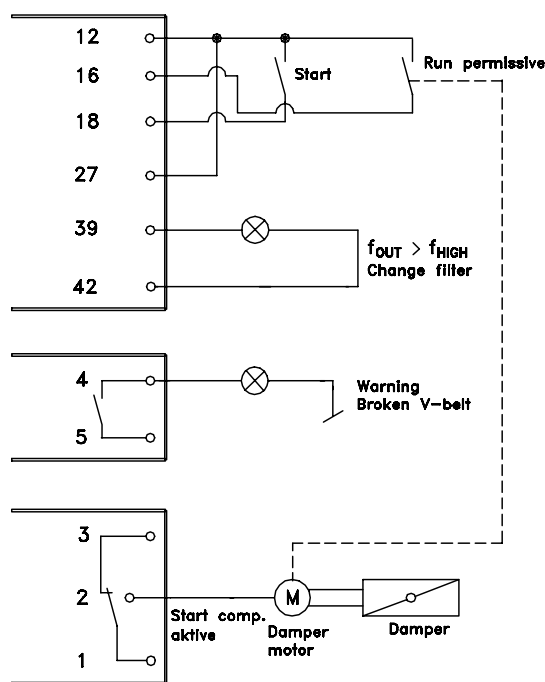 12
16
Start
Run permissive
18
27
39
fOUT > fHIGH
Change filter
42
4
Warning
Broken V-belt
5
3
2
M
Start comp.
aktive
Damper
motor
Damper
1